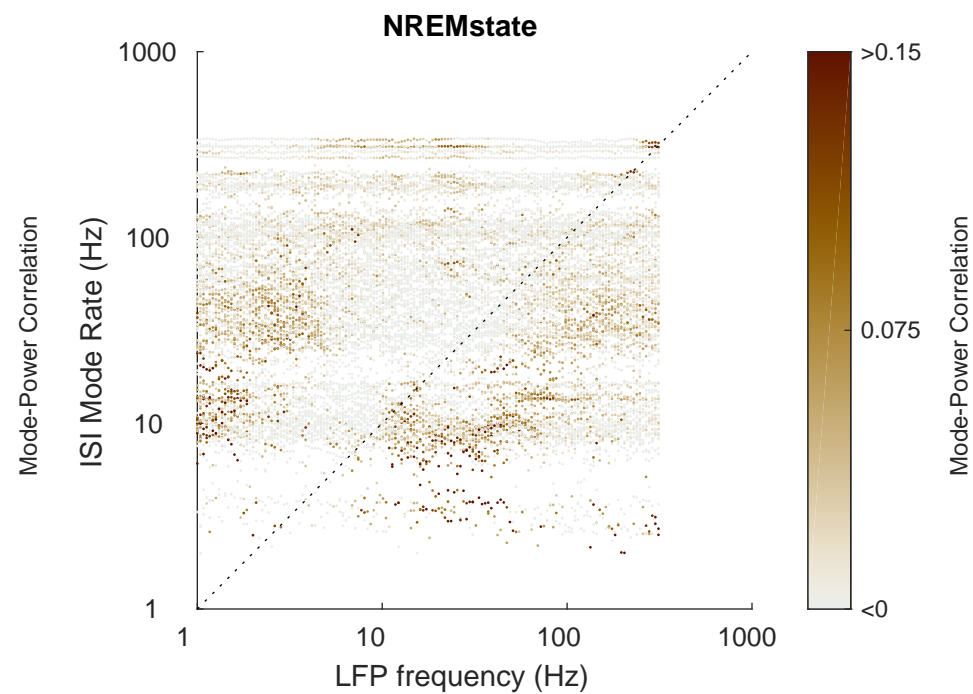 NREMstate
Mode-Power Correlation
ISI Mode Rate (Hz)
1000
100
10
1
1
10
100
1000
LFP frequency (Hz)
>0.15
0.075
<0
Mode-Power Correlation